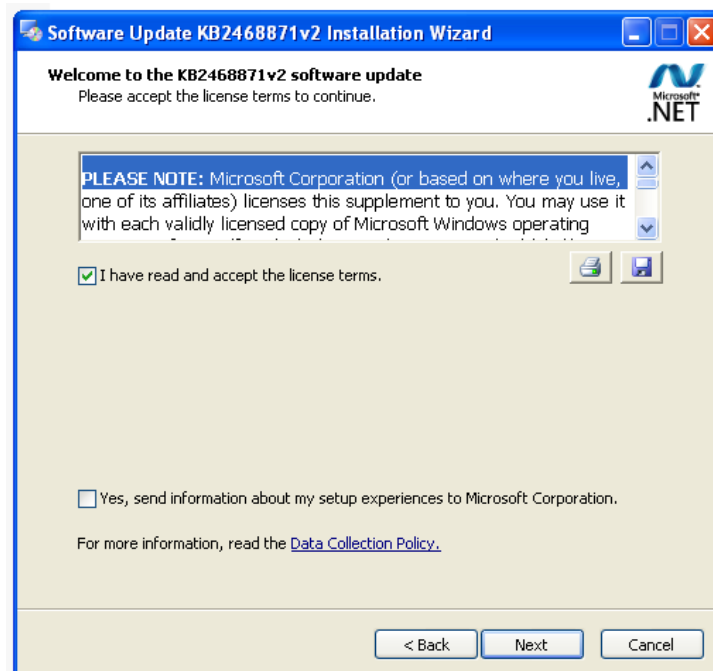 Software Update KB2468871v2 Installation Wizard
Welcome to the KB2468871v2 software update
Please accept the license terms to continue.
Microsoft®
.NET
PLEASE NOTE: Microsoft Corporation (or based on where you live,
one of its affiliates) licenses this supplement to you. You may use it
with each validly licensed copy of Microsoft Windows operating
I have read and accept the license terms.
Yes, send information about my setup experiences to Microsoft Corporation.
For more information, read the Data Collection Policy.
< Back
Next
Cancel